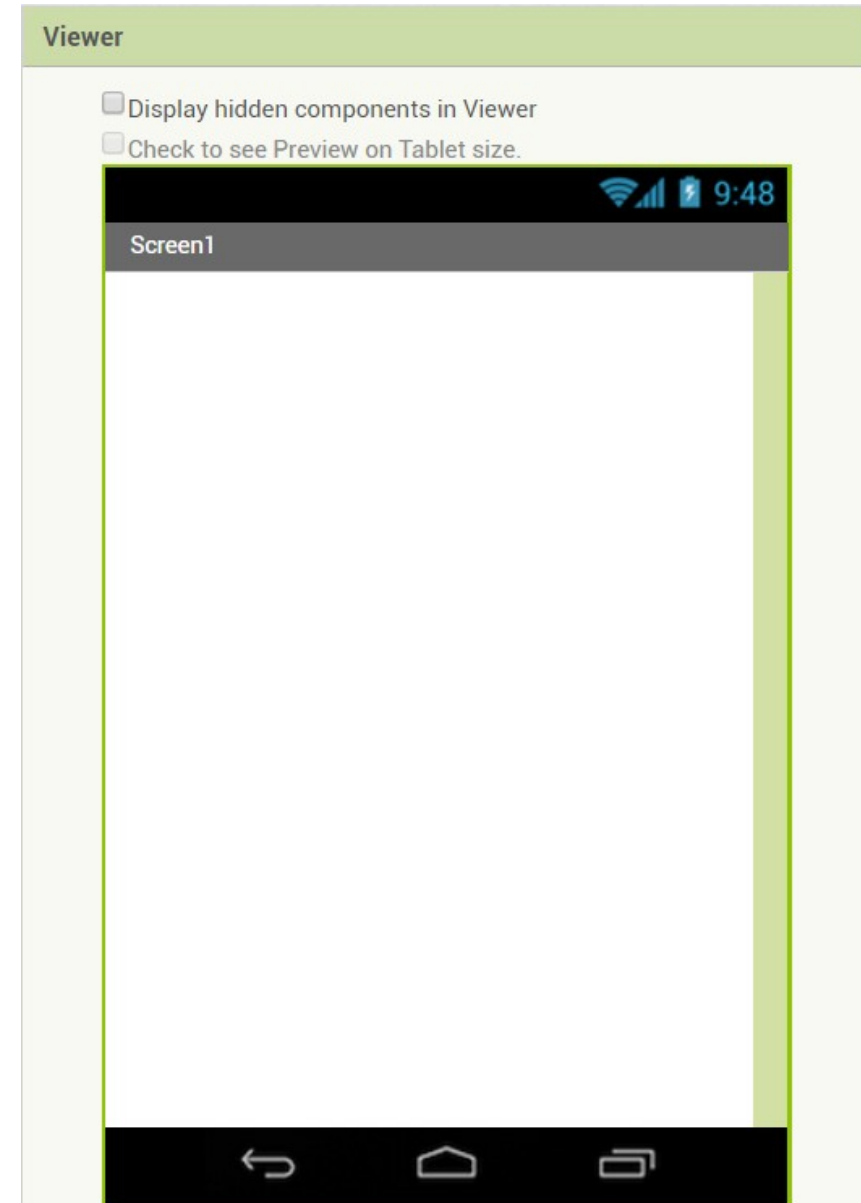 Viewer
Display hidden components in Viewer
Check to see Preview on Tablet size.
9:48
Screen1